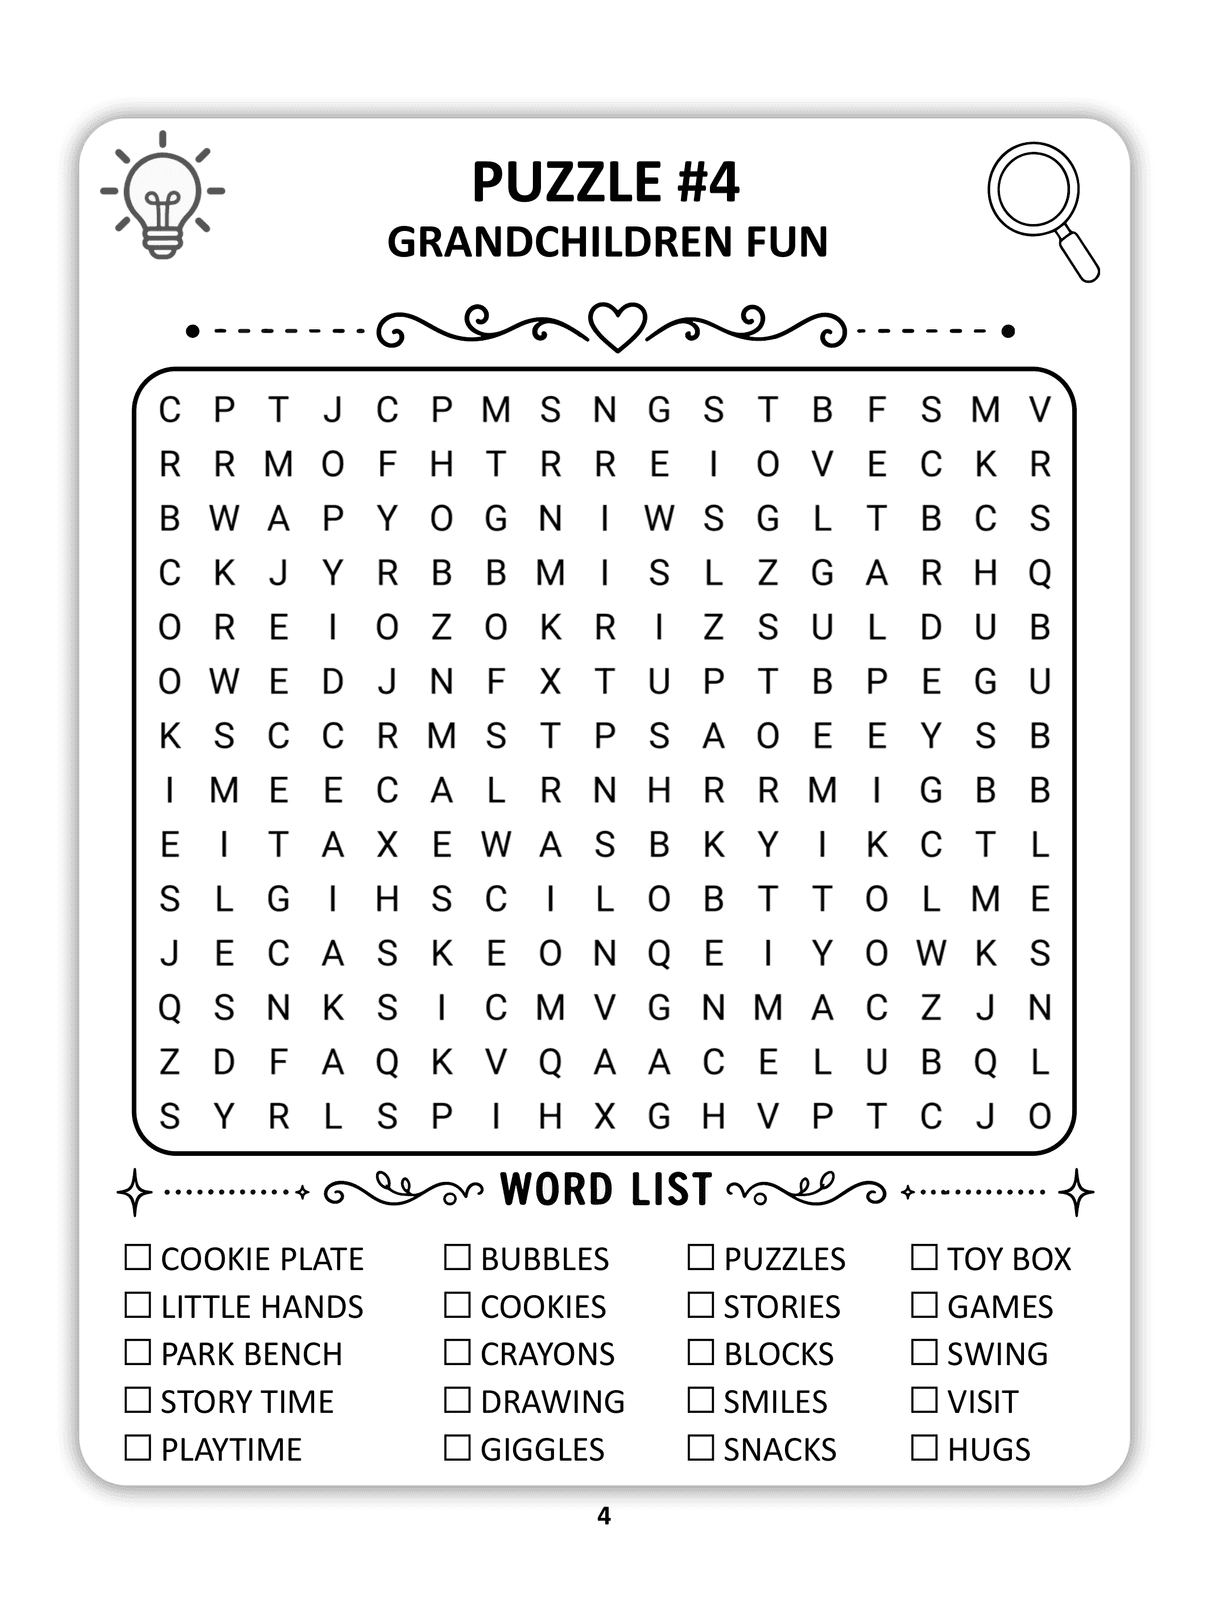 PUZZLE #4
GRANDCHILDREN FUN
C P T J C P M S N G S T B F S M V
R R M O F H T R R E I O V E C K R
B W A P Y O G N I W S G L T B C S
C K J Y R B B M I S L Z G A R H Q
O R E I O Z O K R I Z S U L D U B
O W E D J N F X T U P T B P E G U
K S C C R M S T P S A O E E Y S B
I M E E C A L R N H R R M I G B B
E I T A X E W A S B K Y I K C T L
S L G I H S C I L O B T T O L M E
J E C A S K E O N Q E I Y O W K S
Q S N K S I C M V G N M A C Z J N
Z D F A Q K V Q A A C E L U B Q L
S Y R L S P I H X G H V P T C J O
WORD LIST
COOKIE PLATE BUBBLES PUZZLES TOY BOX
LITTLE HANDS COOKIES STORIES GAMES
PARK BENCH CRAYONS BLOCKS SWING
STORY TIME DRAWING SMILES VISIT
PLAYTIME GIGGLES SNACKS HUGS
4